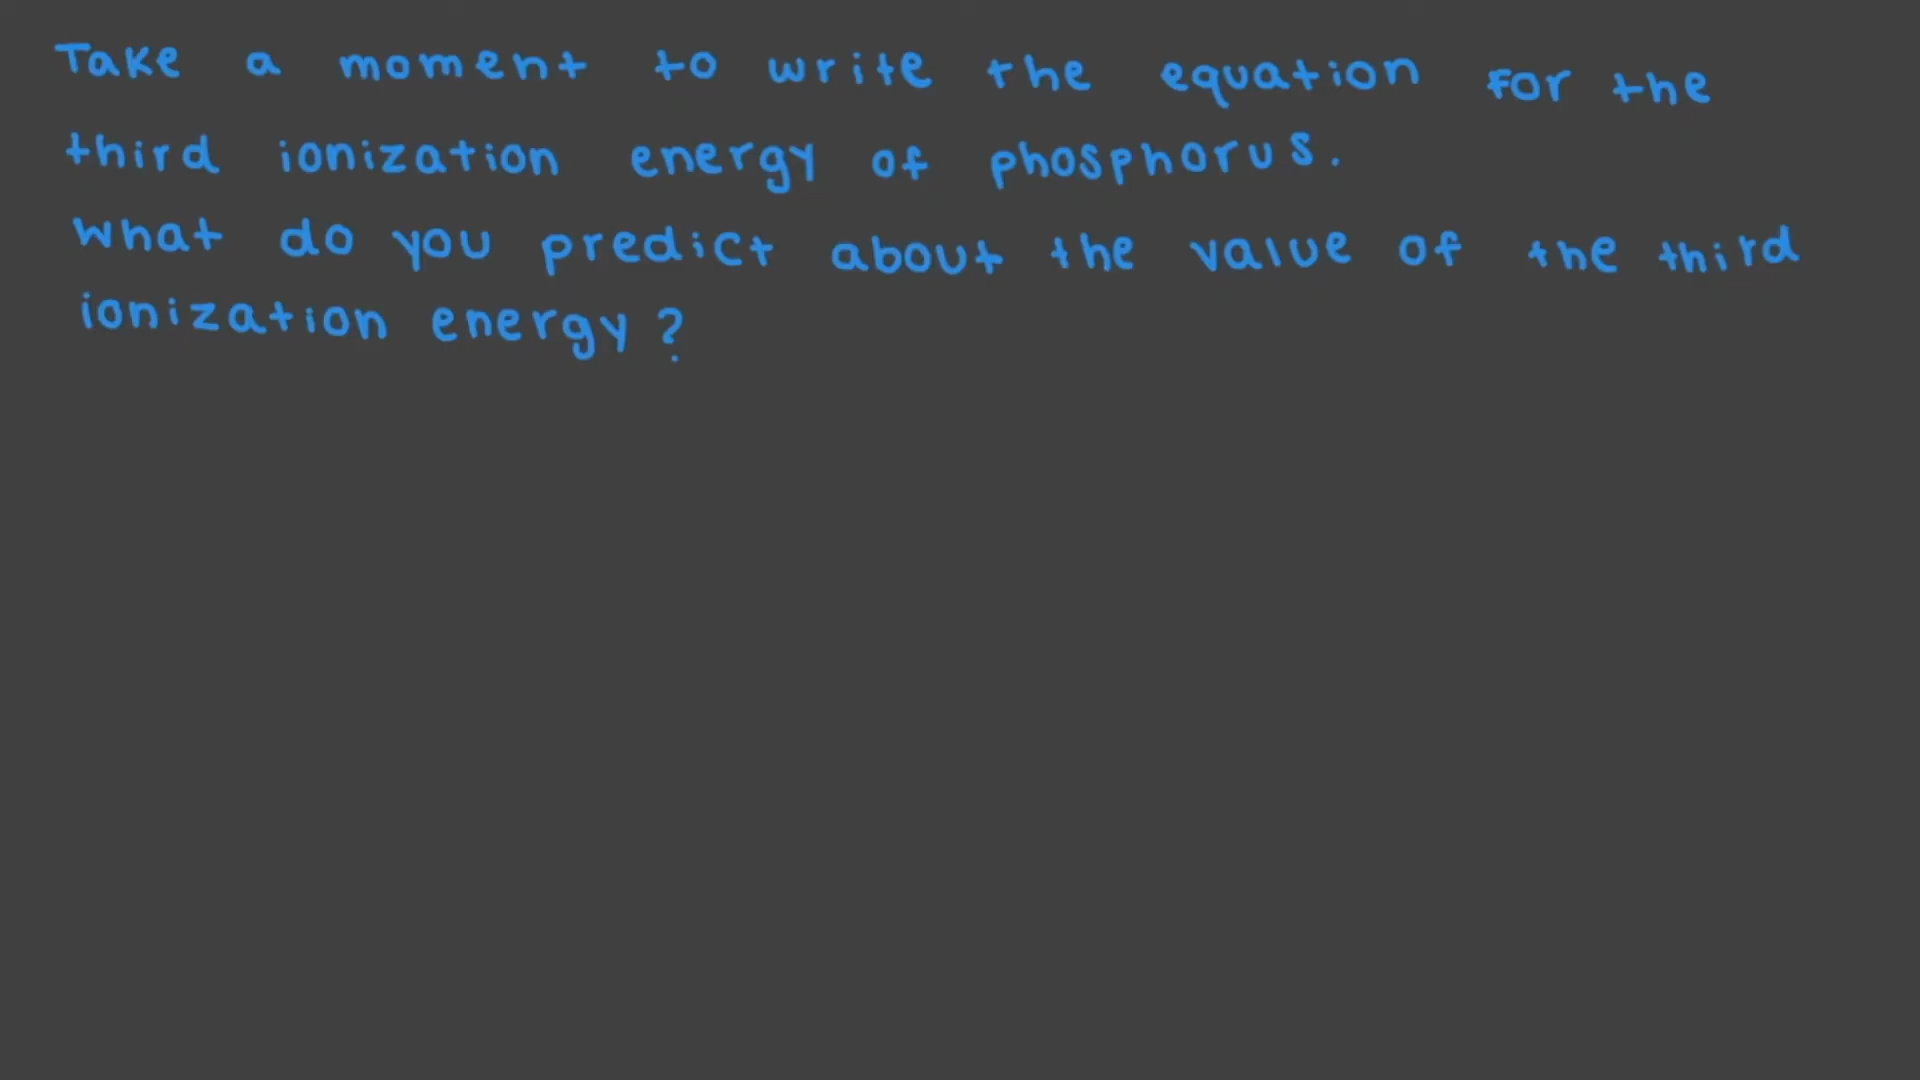 Take a moment to write the equation for the
third ionization energy of phosphorus.
What do you predict about the value of the third
ionization energy?